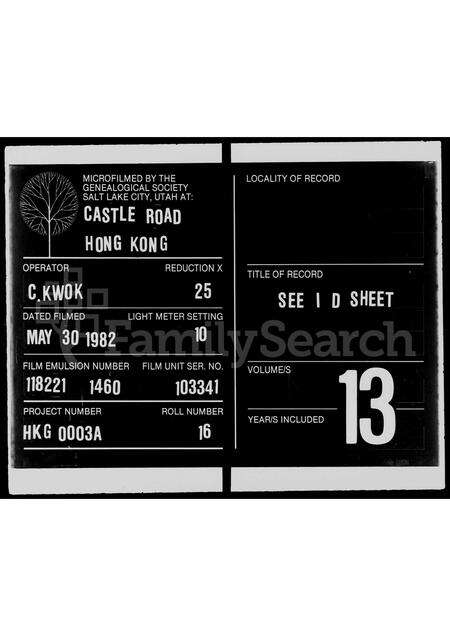 MICROFILMED BY THE
GENEALOGICAL SOCIETY
SALT LAKE CITY, UTAH AT:
CASTLE ROAD
HONG KONG
OPERATOR REDUCTION X
C.KWOK 25
DATED FILMED LIGHT METER SETTING
MAY 30 1982 10
FILM EMULSION NUMBER FILM UNIT SER. NO.
118221 1460 103341
PROJECT NUMBER ROLL NUMBER
HKG 0003A 16
LOCALITY OF RECORD
TITLE OF RECORD
SEE I D SHEET
VOLUME/S
13
YEAR/S INCLUDED
FamilySearch